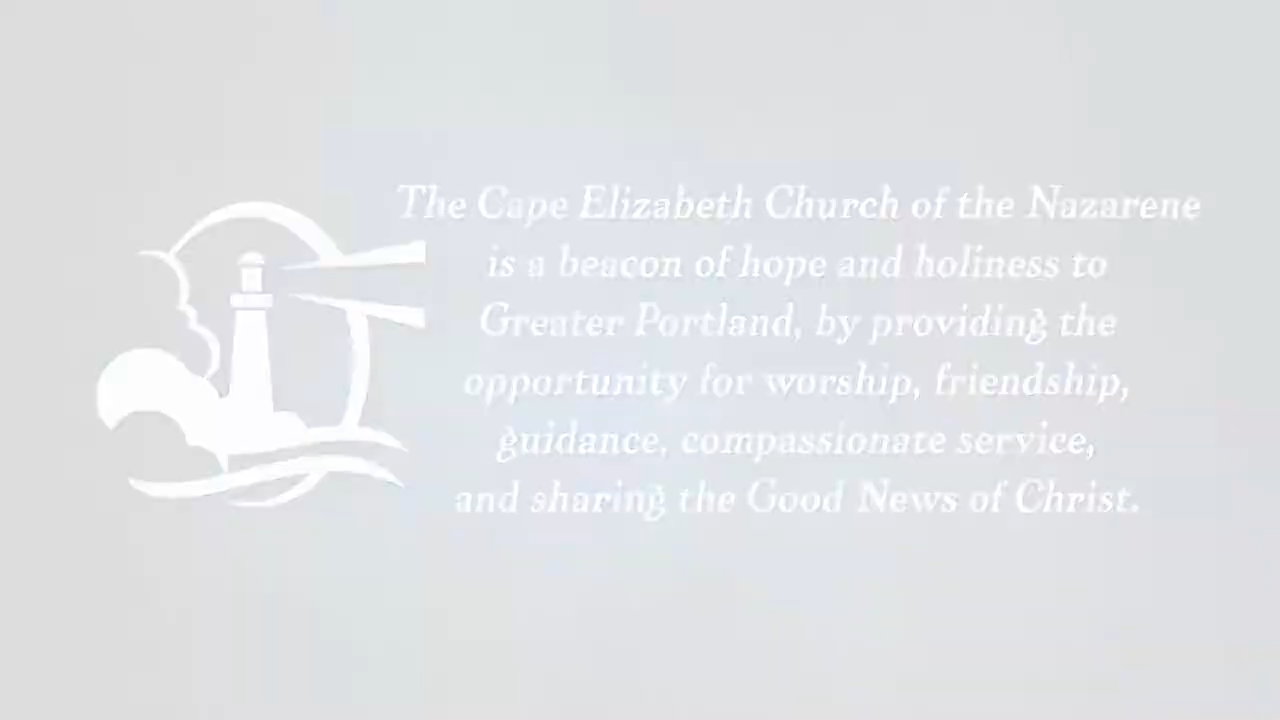 The Cape Elizabeth Church of the Nazarene
is a beacon of hope and holiness to
Greater Portland, by providing the
opportunity for worship, friendship,
guidance, compassionate service,
and sharing the Good News of Christ.